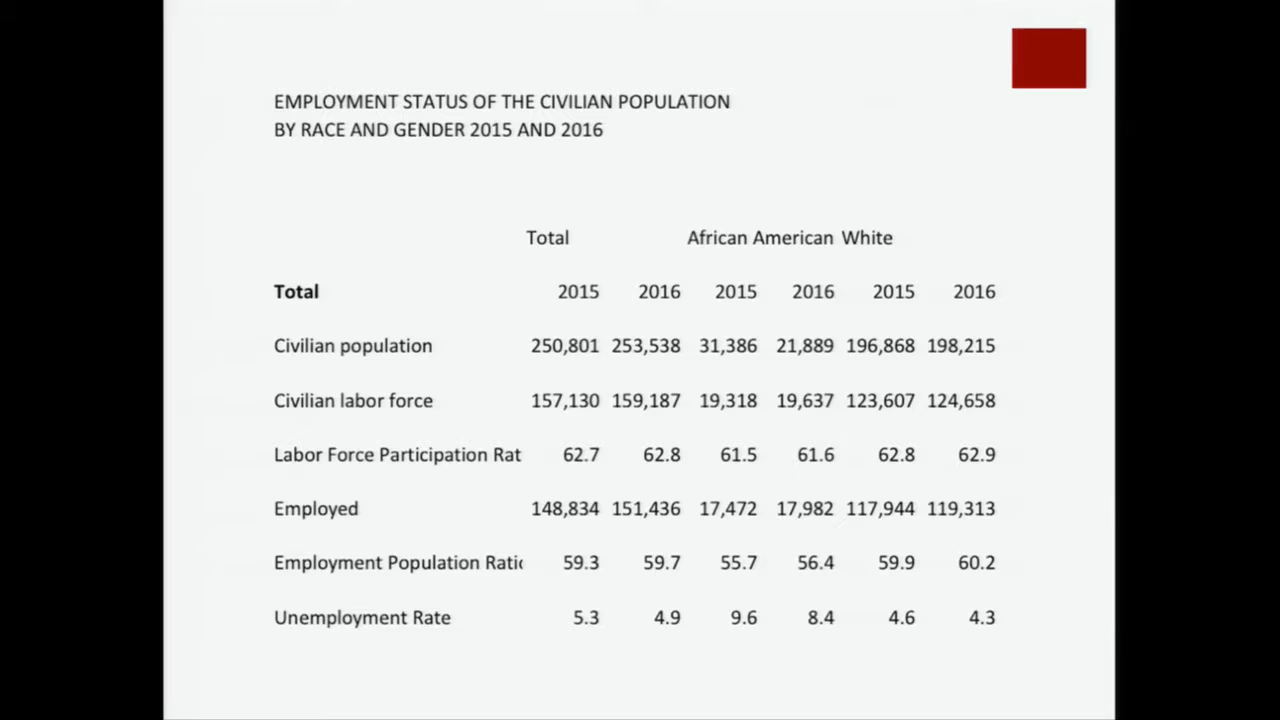 EMPLOYMENT STATUS OF THE CIVILIAN POPULATION
BY RACE AND GENDER 2015 AND 2016
Total African American White
Total 2015 2016 2015 2016 2015 2016
Civilian population 250,801 253,538 31,386 21,889 196,868 198,215
Civilian labor force 157,130 159,187 19,318 19,637 123,607 124,658
Labor Force Participation Rat 62.7 62.8 61.5 61.6 62.8 62.9
Employed 148,834 151,436 17,472 17,982 117,944 119,313
Employment Population Ratio 59.3 59.7 55.7 56.4 59.9 60.2
Unemployment Rate 5.3 4.9 9.6 8.4 4.6 4.3